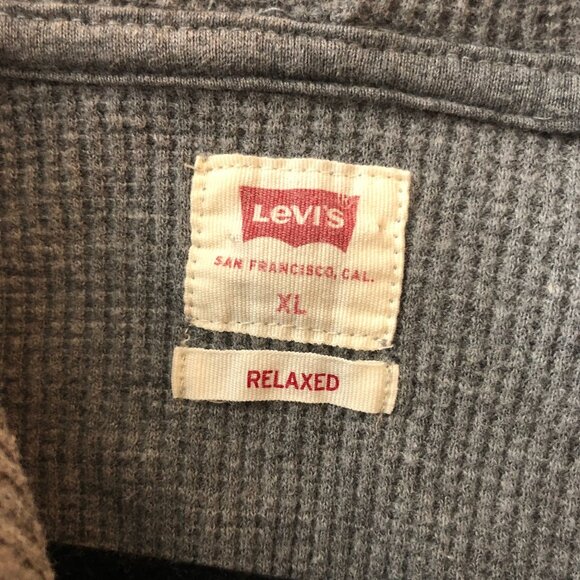 LeVI'S
SAN FRANCISCO, CAL.
XL
RELAXED